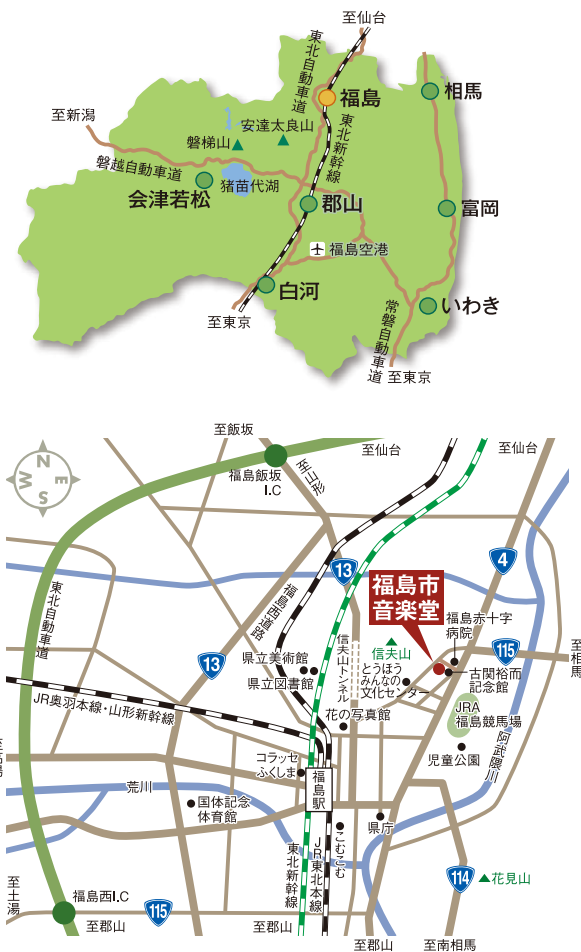 至仙台
東北自動車道
福島
相馬
至新潟
安達太良山
磐梯山
東北新幹線
磐越自動車道
猪苗代湖
会津若松
郡山
富岡
福島空港
白河
いわき
至東京
常磐自動車道
至東京
至飯坂
至仙台
至仙台
福島飯坂
I.C
至山形
N
E
S
W
4
13
福島市
音楽堂
東北自動車道
福島西道路
福島赤十字
病院
115
至相馬
信夫山
信夫山トンネル
県立美術館
県立図書館
13
とうほう
みんなの
文化センター
古関裕而
記念館
JR奥羽本線・山形新幹線
花の写真館
JRA
福島競馬場
阿武隈川
児童公園
コラッセ
ふくしま
福島駅
荒川
国体記念
体育館
県庁
こむこむ
東北新幹線
JR東北本線
114
花見山
至土湯
福島西I.C
115
至郡山
至郡山
至郡山
至南相馬